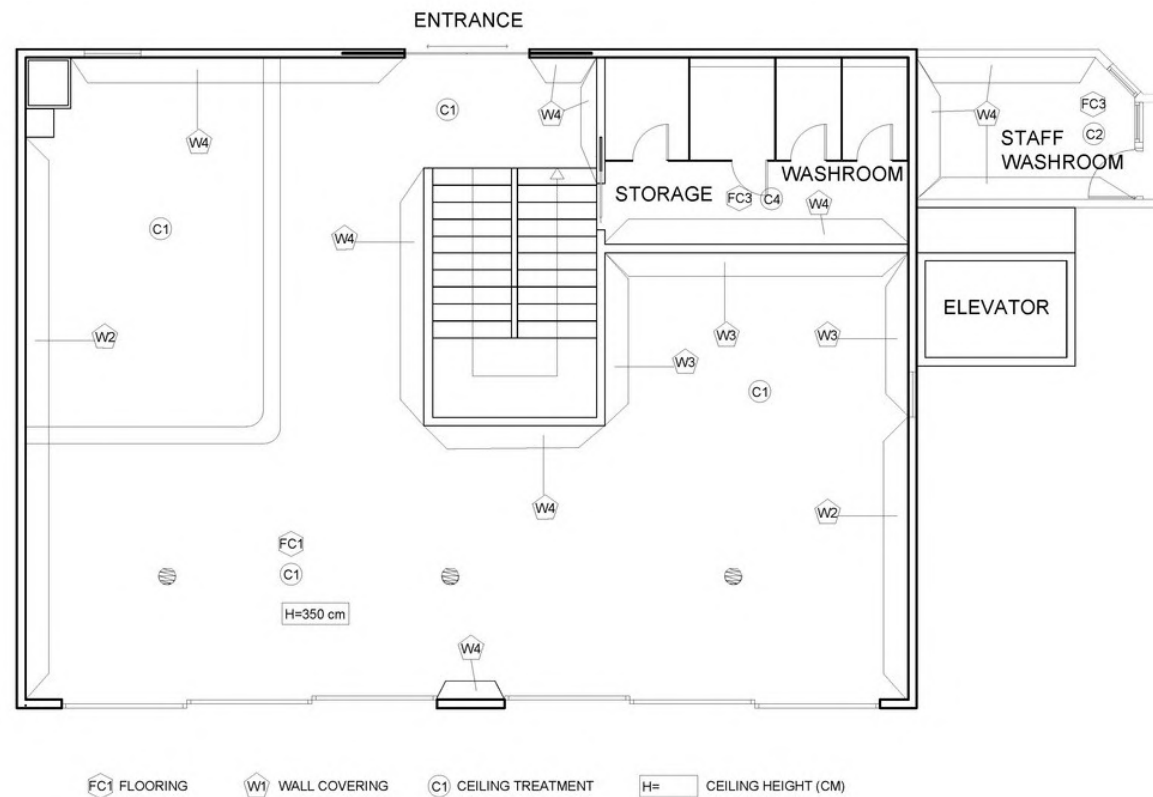 ENTRANCE
C1
W4
W4
W4
FC3
C2
STAFF
WASHROOM
WASHROOM
STORAGE
FC3
C4
W4
C1
W4
ELEVATOR
W2
W3
W3
W3
C1
W4
W2
FC1
C1
H=350 cm
W4
FC1 FLOORING
W1 WALL COVERING
C1 CEILING TREATMENT
H= CEILING HEIGHT (CM)